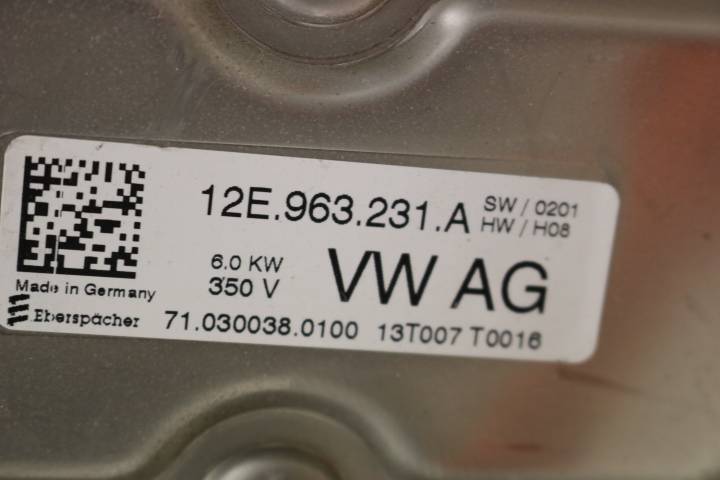 12E.963.231.A SW / 0201
HW / H08
6.0 KW
350 V
VW AG
Made in Germany
Eberspächer
71.030038.0100 13T007 T0016